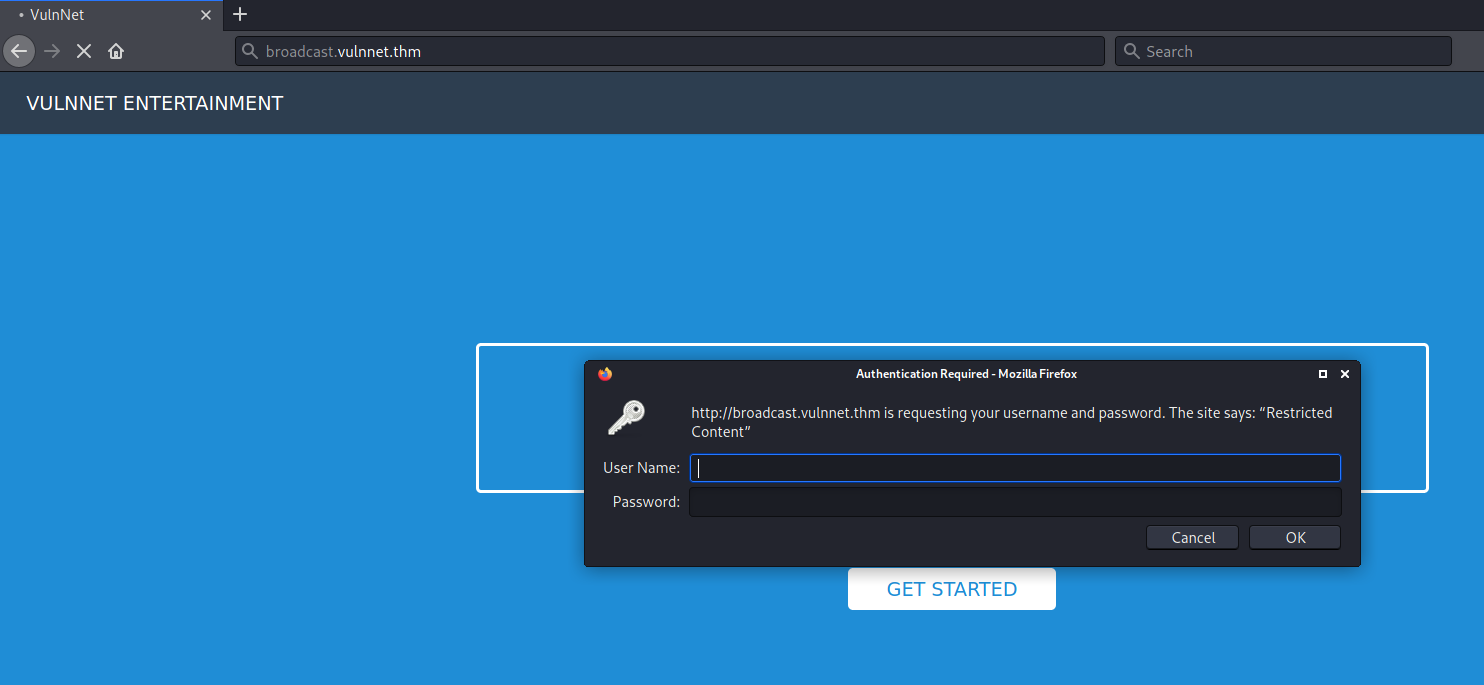 VulnNet
broadcast.vulnnet.thm
Search
VULNNET ENTERTAINMENT
Authentication Required - Mozilla Firefox
http://broadcast.vulnnet.thm is requesting your username and password. The site says: “Restricted
Content”
User Name:
Password:
Cancel
OK
GET STARTED